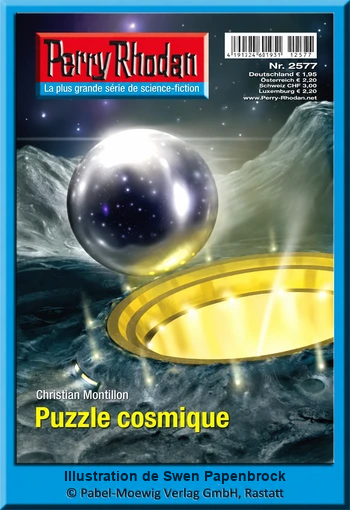 Perry Rhodan
La plus grande série de science-fiction
4 191224 681951
12577
Nr. 2577
Deutschland € 1,95
Österreich € 2,20
Schweiz CHF 3,00
Luxemburg € 2,20
www.Perry-Rhodan.net
Christian Montillon
Puzzle cosmique
Illustration de Swen Papenbrock
© Pabel-Moewig Verlag GmbH, Rastatt